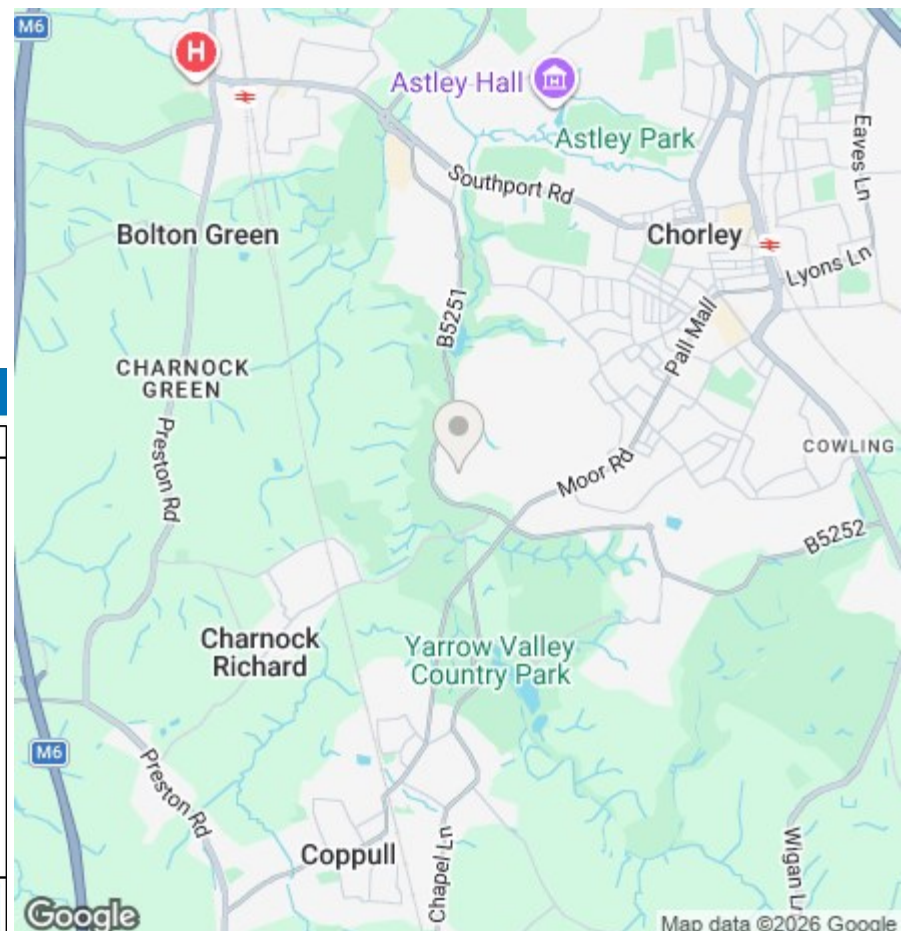 M6
H
Astley Hall
Astley Park
Eaves Ln
Southport Rd
Bolton Green
Chorley
Lyons Ln
B5251
Pall Mall
CHARNOCK
GREEN
Preston Rd
Moor Rd
COWLING
B5252
Charnock
Richard
Yarrow Valley
Country Park
M6
Preston Rd
Coppull
Chapel Ln
Wigan Ln
Google
Map data ©2026 Google